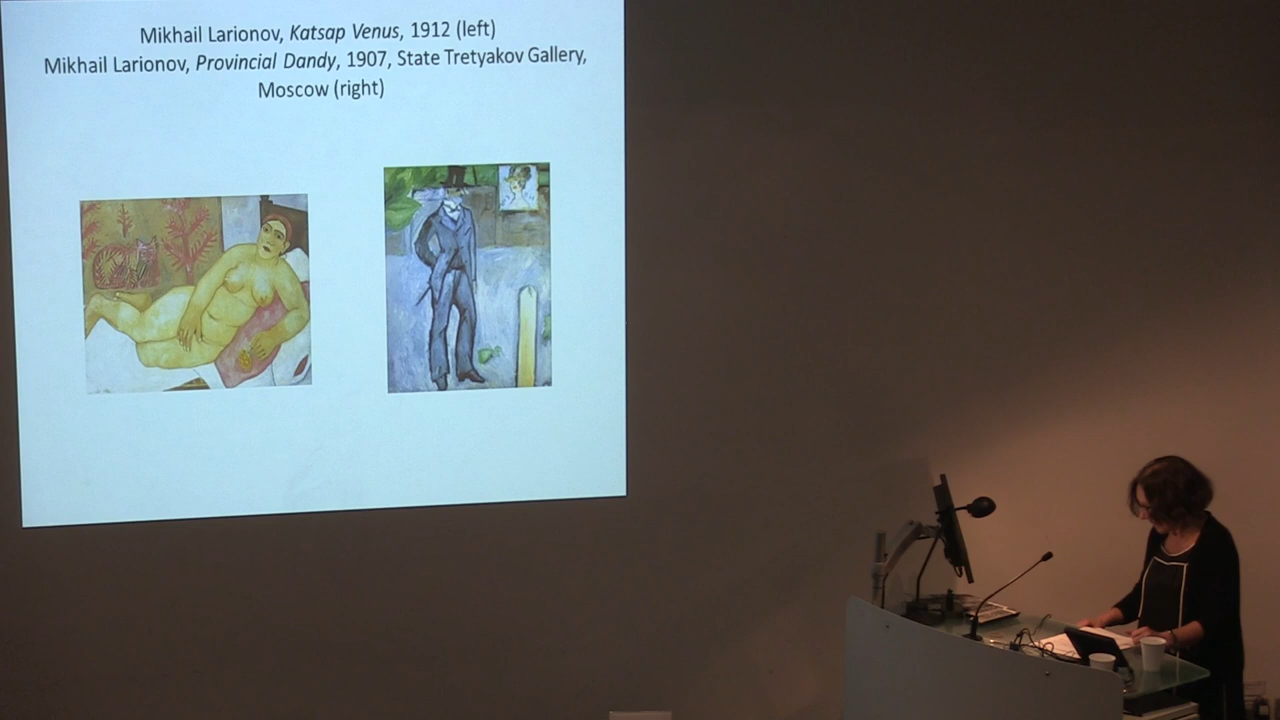 Mikhail Larionov, Katsap Venus, 1912 (left)
Mikhail Larionov, Provincial Dandy, 1907, State Tretyakov Gallery,
Moscow (right)